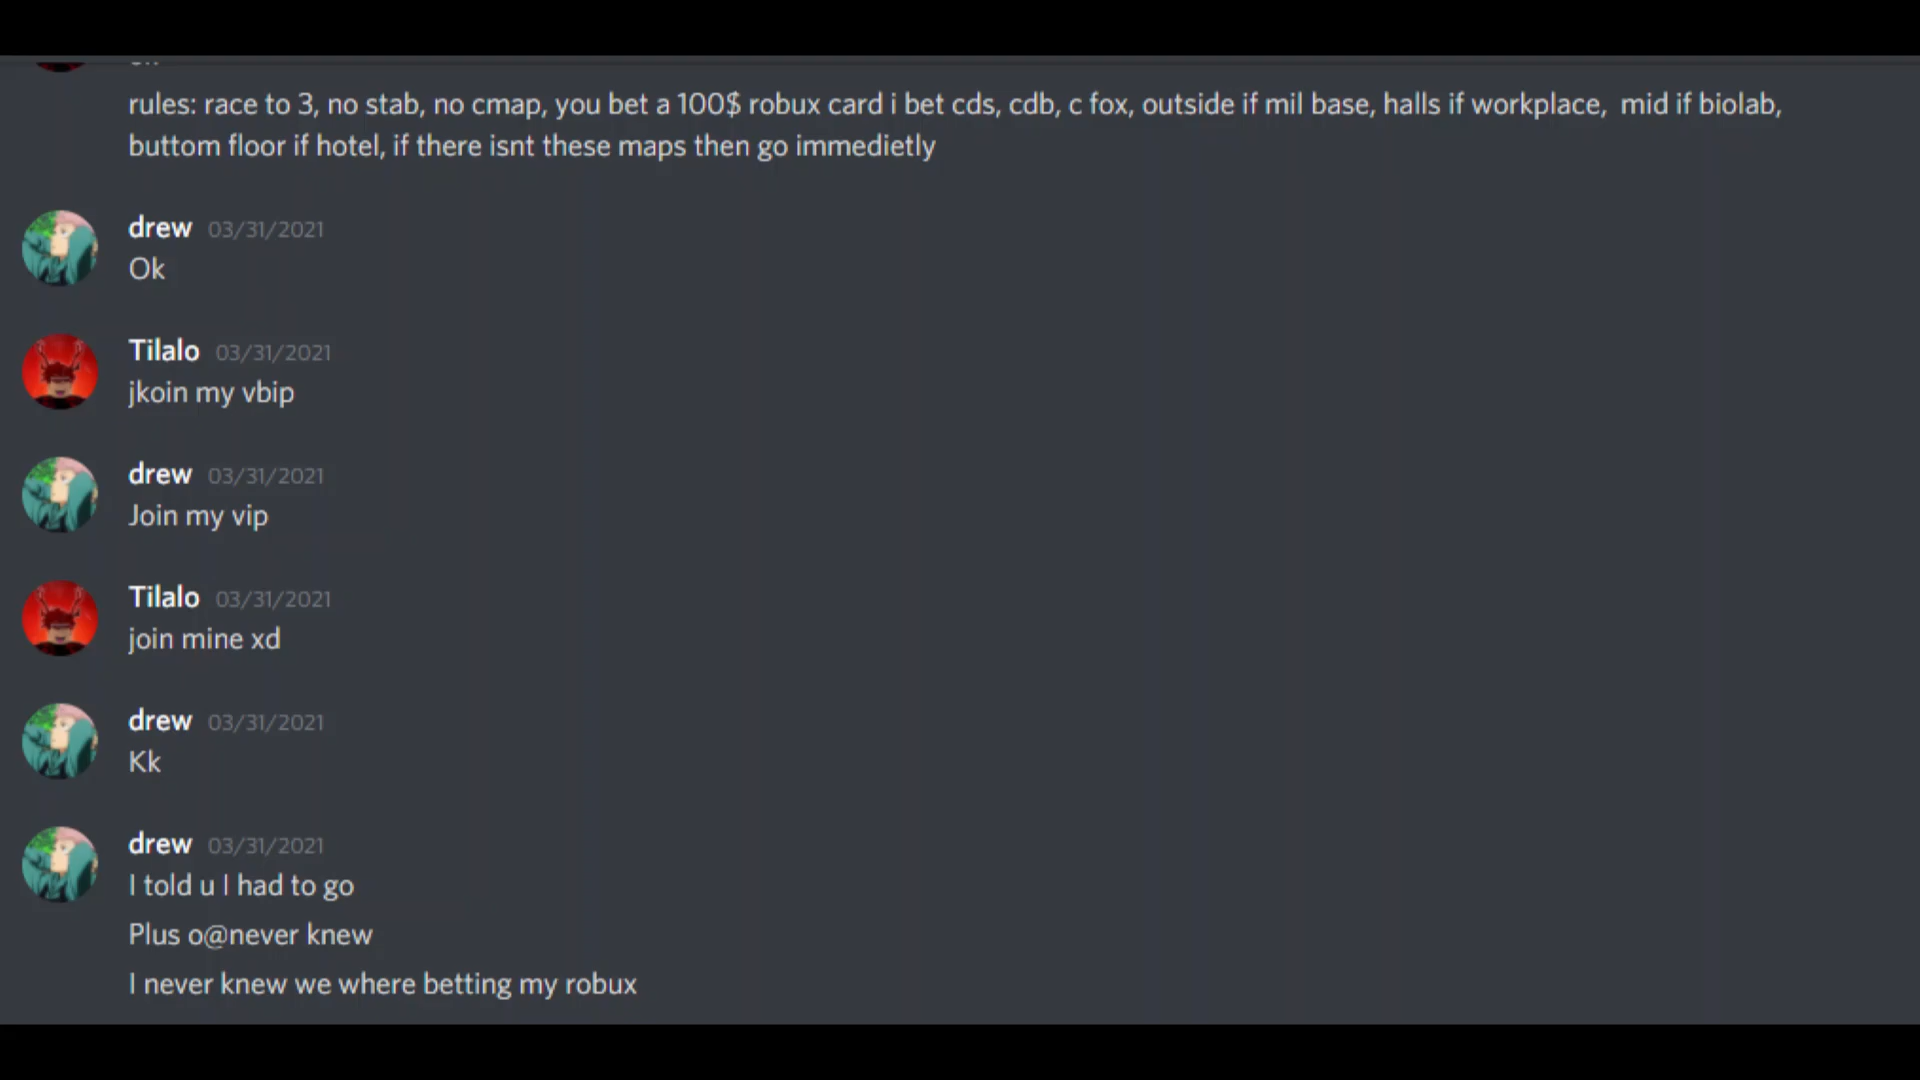 rules: race to 3, no stab, no cmap, you bet a 100$ robux card i bet cds, cdb, c fox, outside if mil base, halls if workplace, mid if biolab,
buttom floor if hotel, if there isnt these maps then go immedietly
drew 03/31/2021
Ok
Tilalo 03/31/2021
jkoin my vbip
drew 03/31/2021
Join my vip
Tilalo 03/31/2021
join mine xd
drew 03/31/2021
Kk
drew 03/31/2021
I told u I had to go
Plus o@never knew
I never knew we where betting my robux